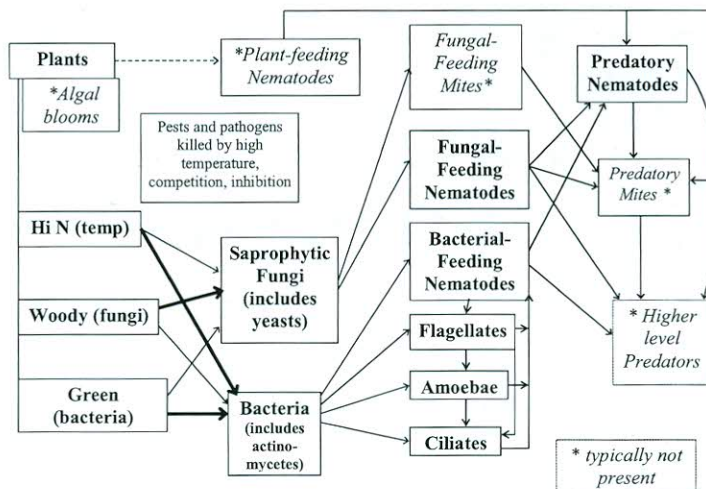 Plants
*Algal
blooms
*Plant-feeding
Nematodes
Fungal-
Feeding
Mites*
Predatory
Nematodes
Pests and pathogens
killed by high
temperature,
competition, inhibition
Fungal-
Feeding
Nematodes
Predatory
Mites *
Hi N (temp)
Saprophytic
Fungi
(includes
yeasts)
Bacterial-
Feeding
Nematodes
Woody (fungi)
Flagellates
* Higher
level
Predators
Green
(bacteria)
Bacteria
(includes
actino-
mycetes)
Amoebae
Ciliates
* typically not
present